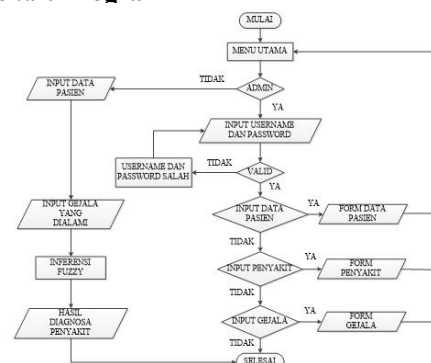 MULAI
MENU UTAMA
TIDAK
INPUT DATA
PASIEN
ADMIN
YA
INPUT USERNAME
DAN PASSWORD
TIDAK
USERNAME DAN
PASSWORD SALAH
VALID
YA
INPUT DATA
PASIEN
YA
FORM DATA
PASIEN
INPUT GEJALA
YANG
DIALAMI
TIDAK
INFERENSI
FUZZY
INPUT PENYAKIT
YA
FORM
PENYAKIT
TIDAK
HASIL
DIAGNOSA
PENYAKIT
INPUT GEJALA
YA
FORM
GEJALA
TIDAK
SELESAI